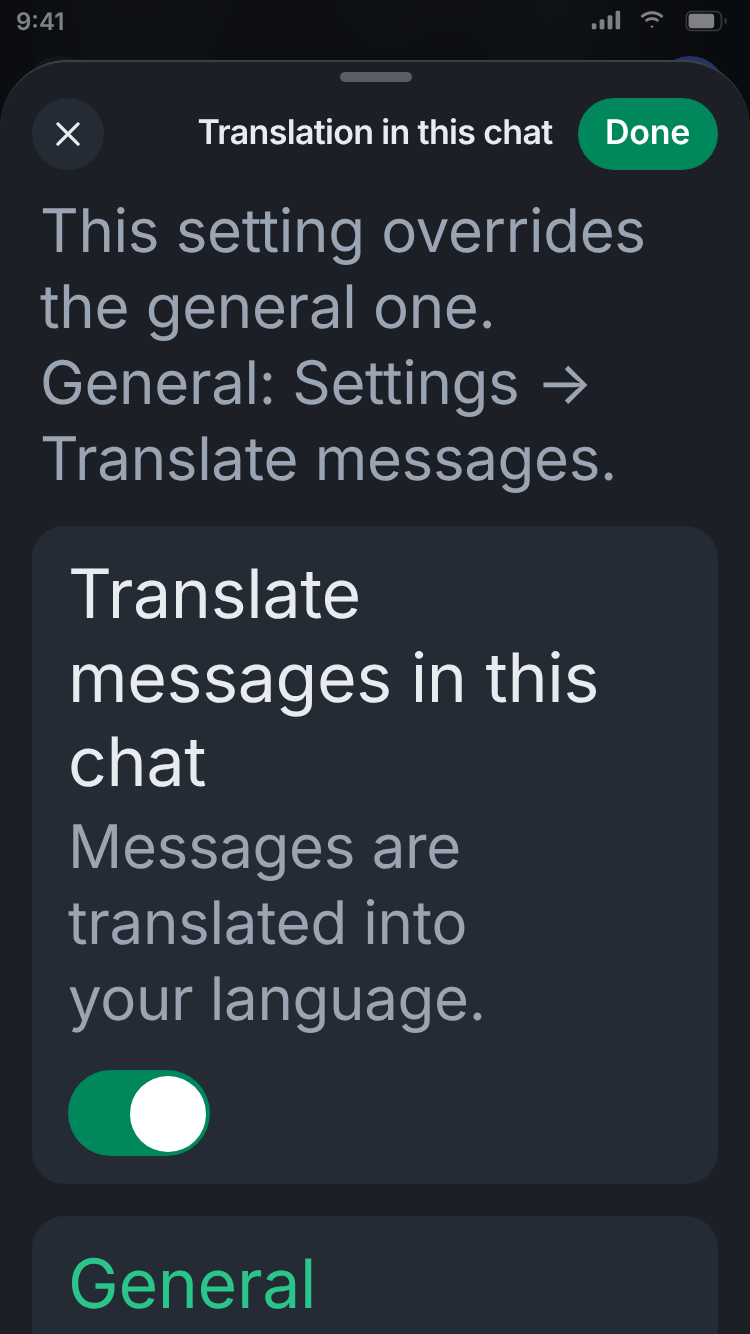 9:41
Translation in this chat
Done
This setting overrides
the general one.
General: Settings →
Translate messages.
Translate
messages in this
chat
Messages are
translated into
your language.
General